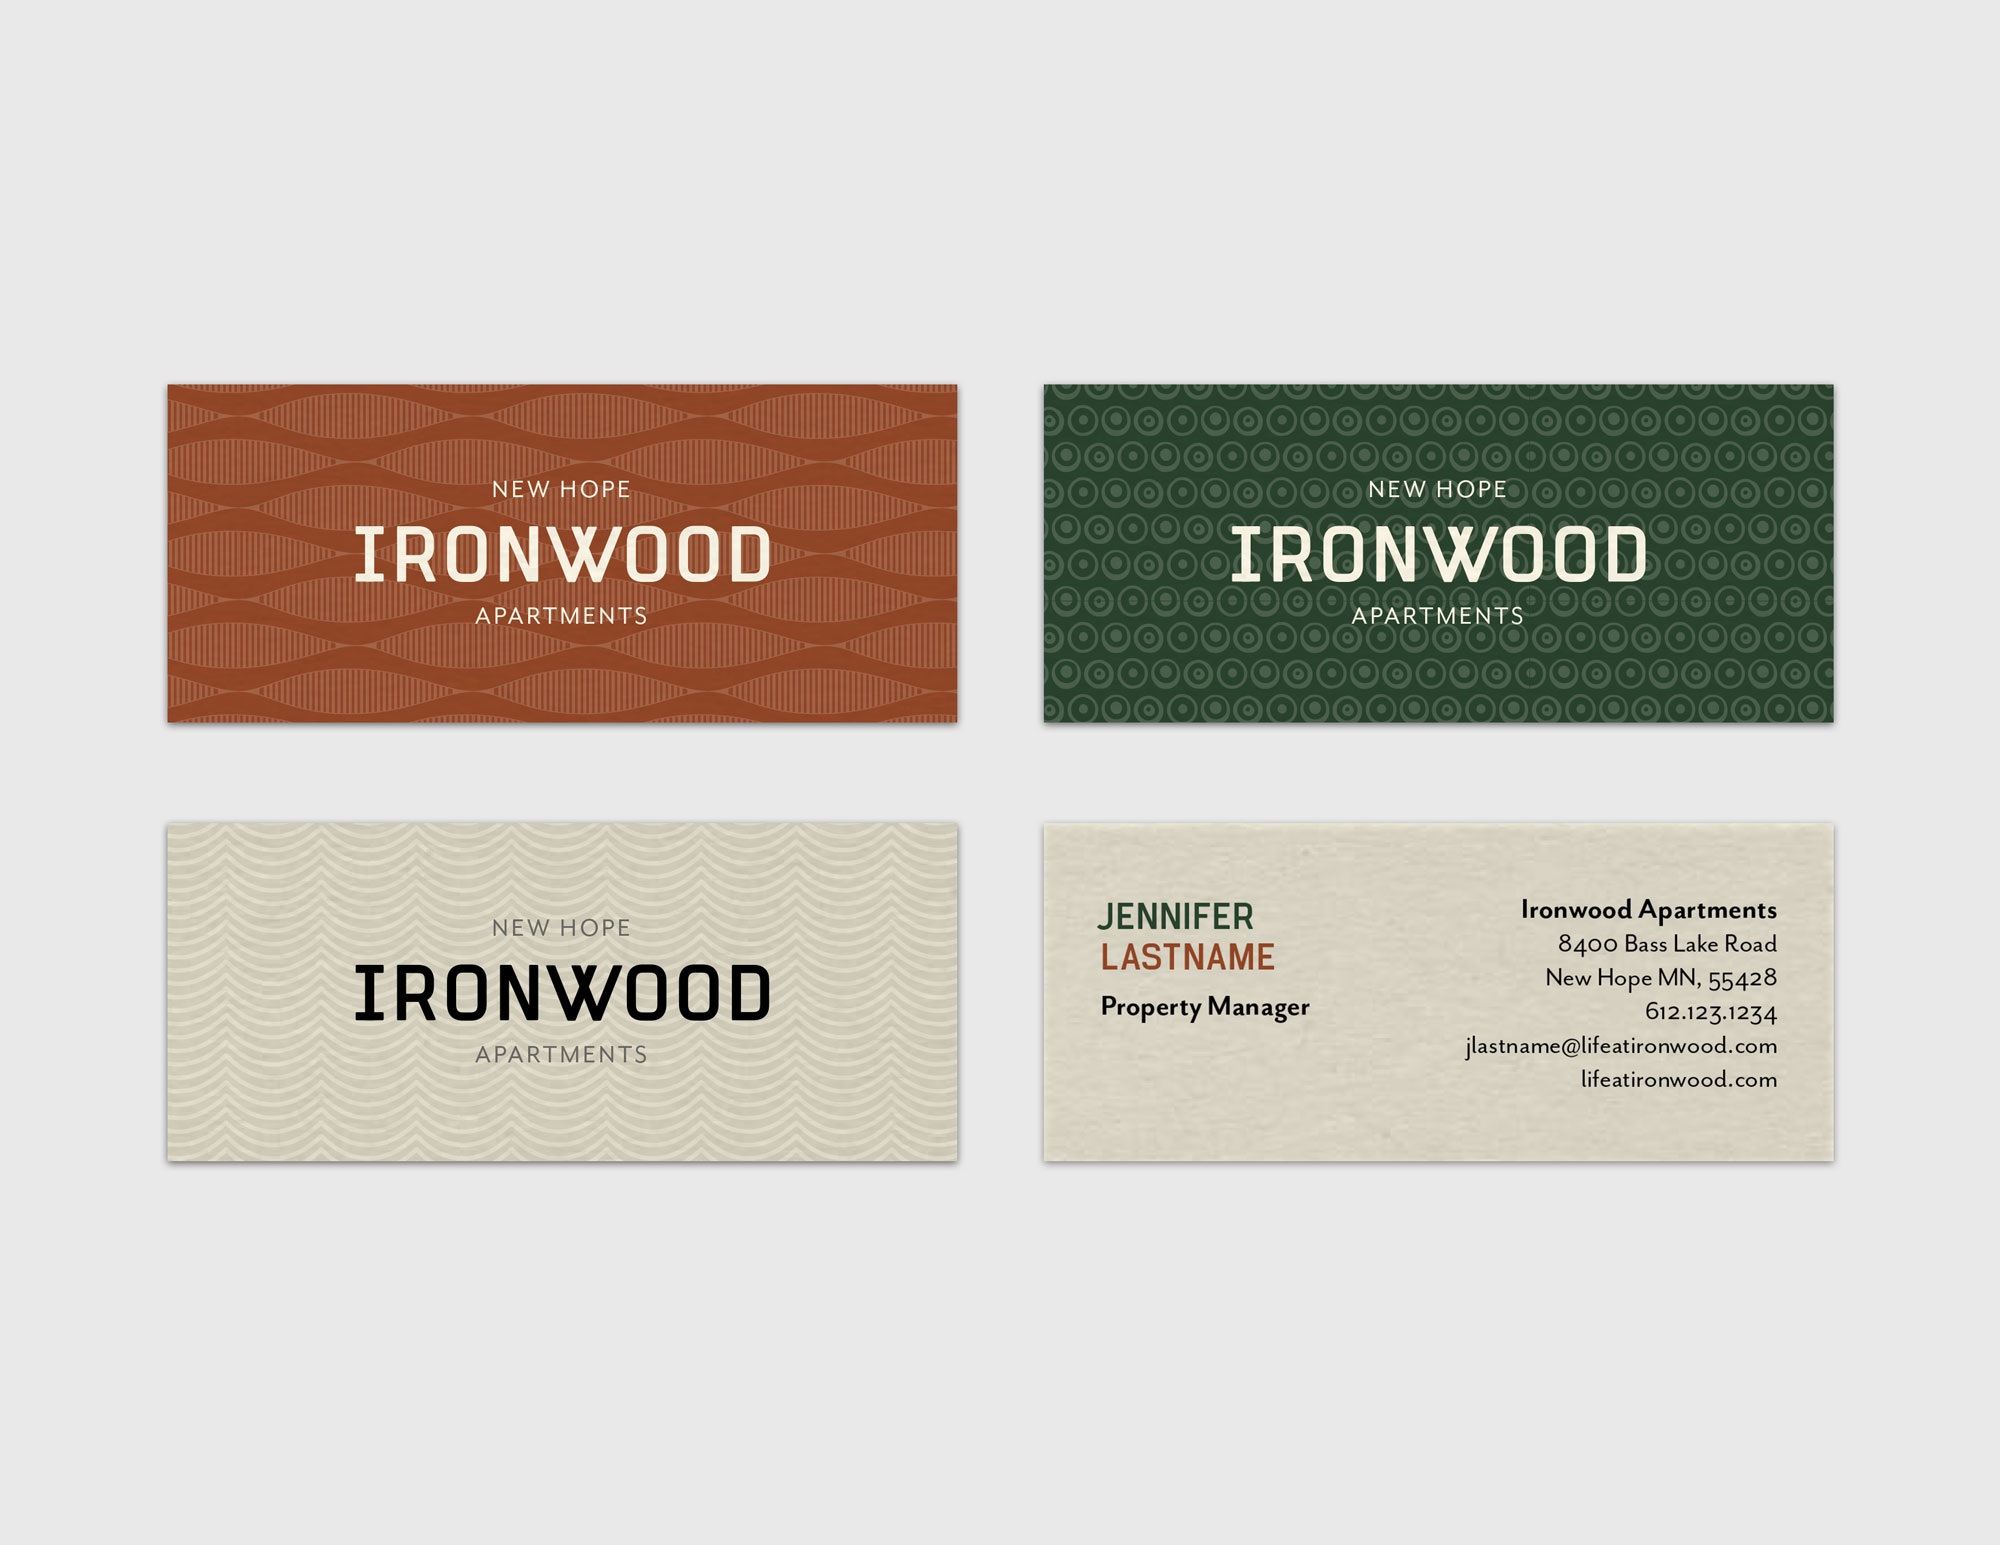 NEW HOPE
IRONWOOD
APARTMENTS
NEW HOPE
IRONWOOD
APARTMENTS
NEW HOPE
IRONWOOD
APARTMENTS
JENNIFER
LASTNAME
Property Manager
Ironwood Apartments
8400 Bass Lake Road
New Hope MN, 55428
612.123.1234
jlastname@lifeatironwood.com
lifeatironwood.com